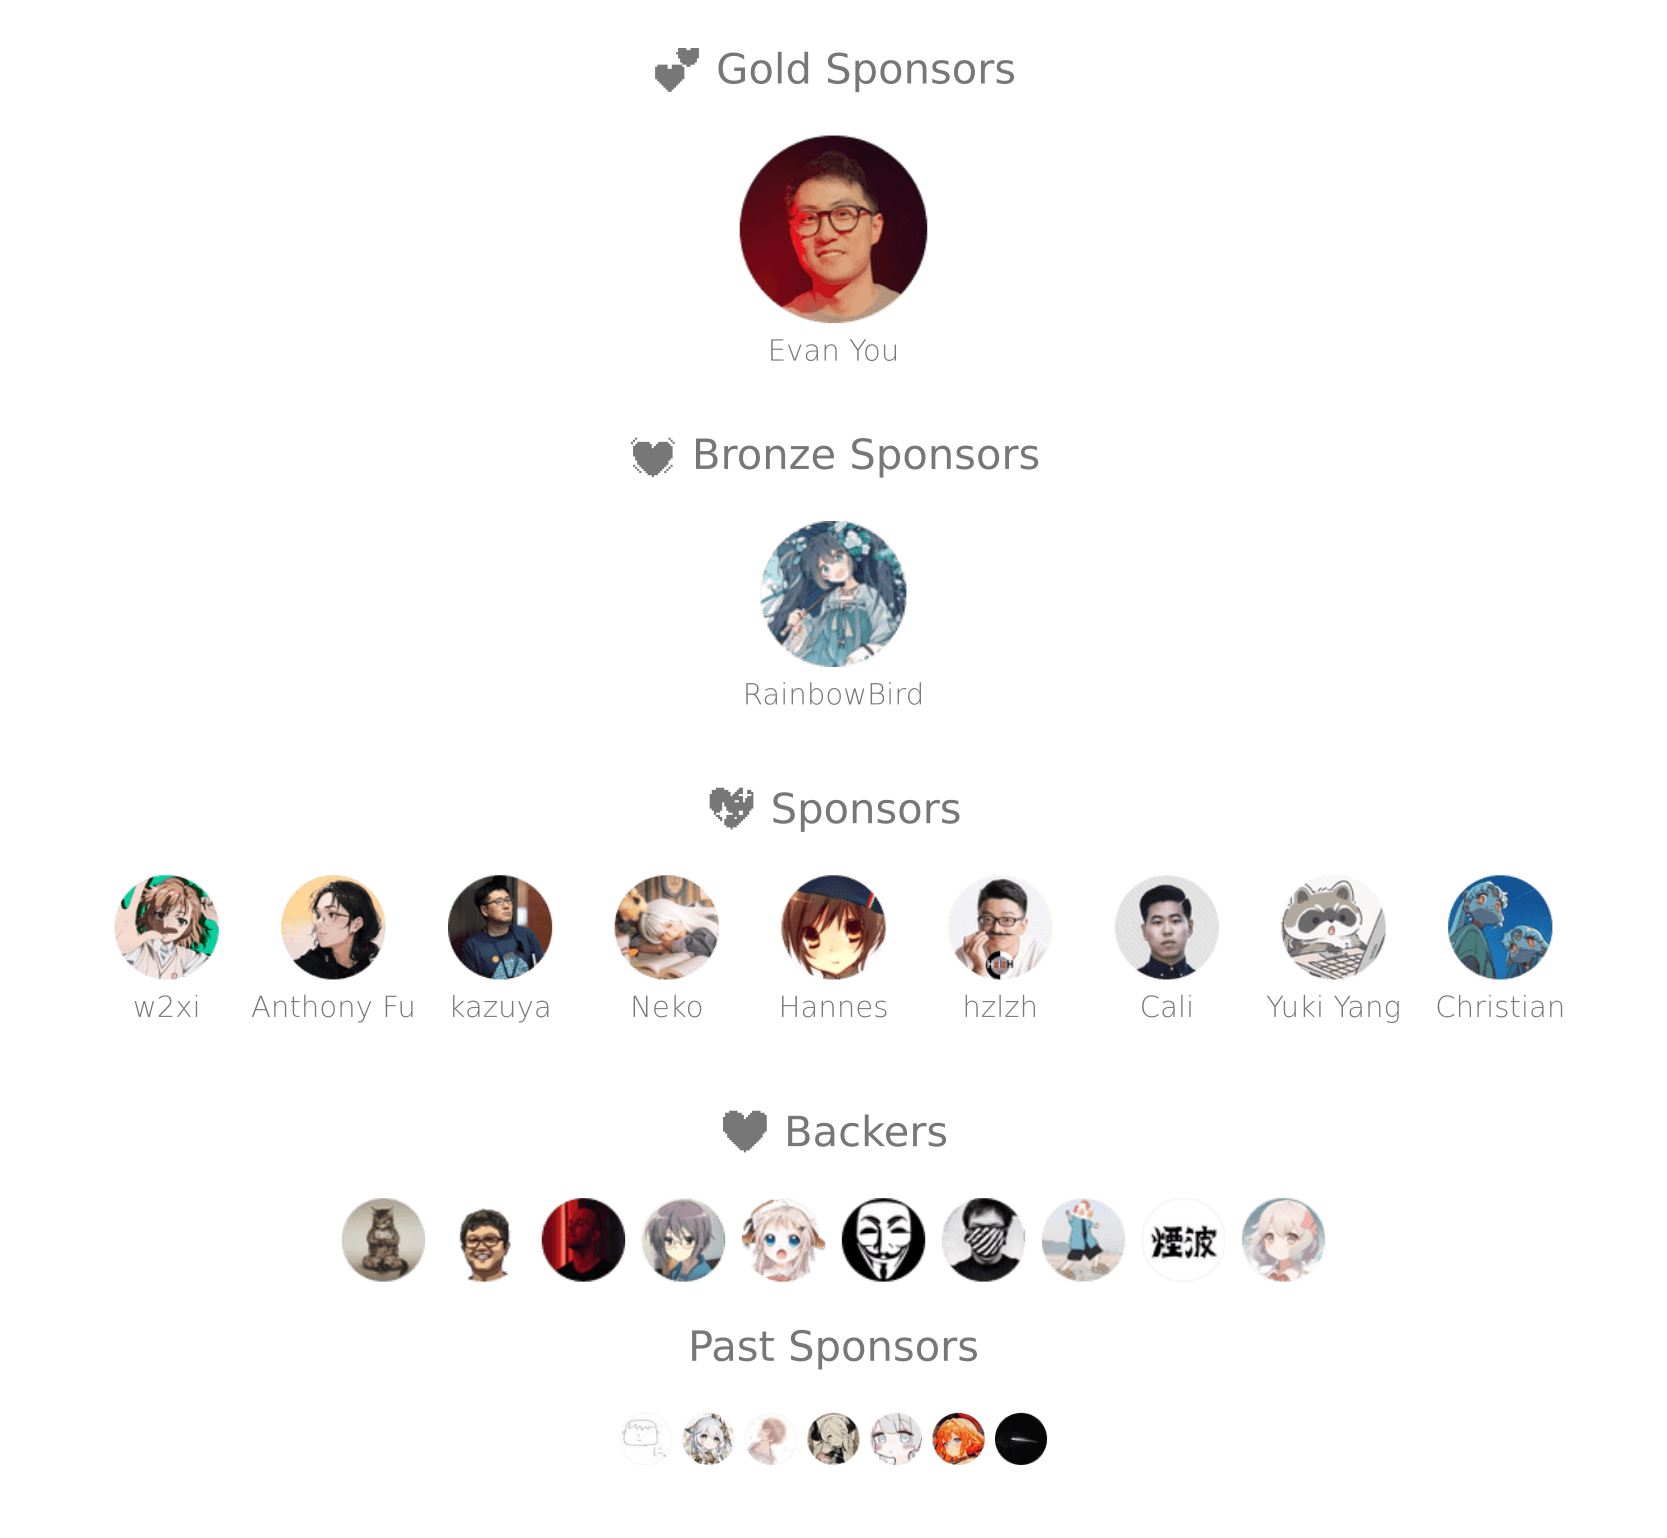 Gold Sponsors
Evan You
Bronze Sponsors
RainbowBird
Sponsors
w2xi Anthony Fu kazuya Neko Hannes hzlzh Cali Yuki Yang Christian
Backers
煙波
Past Sponsors